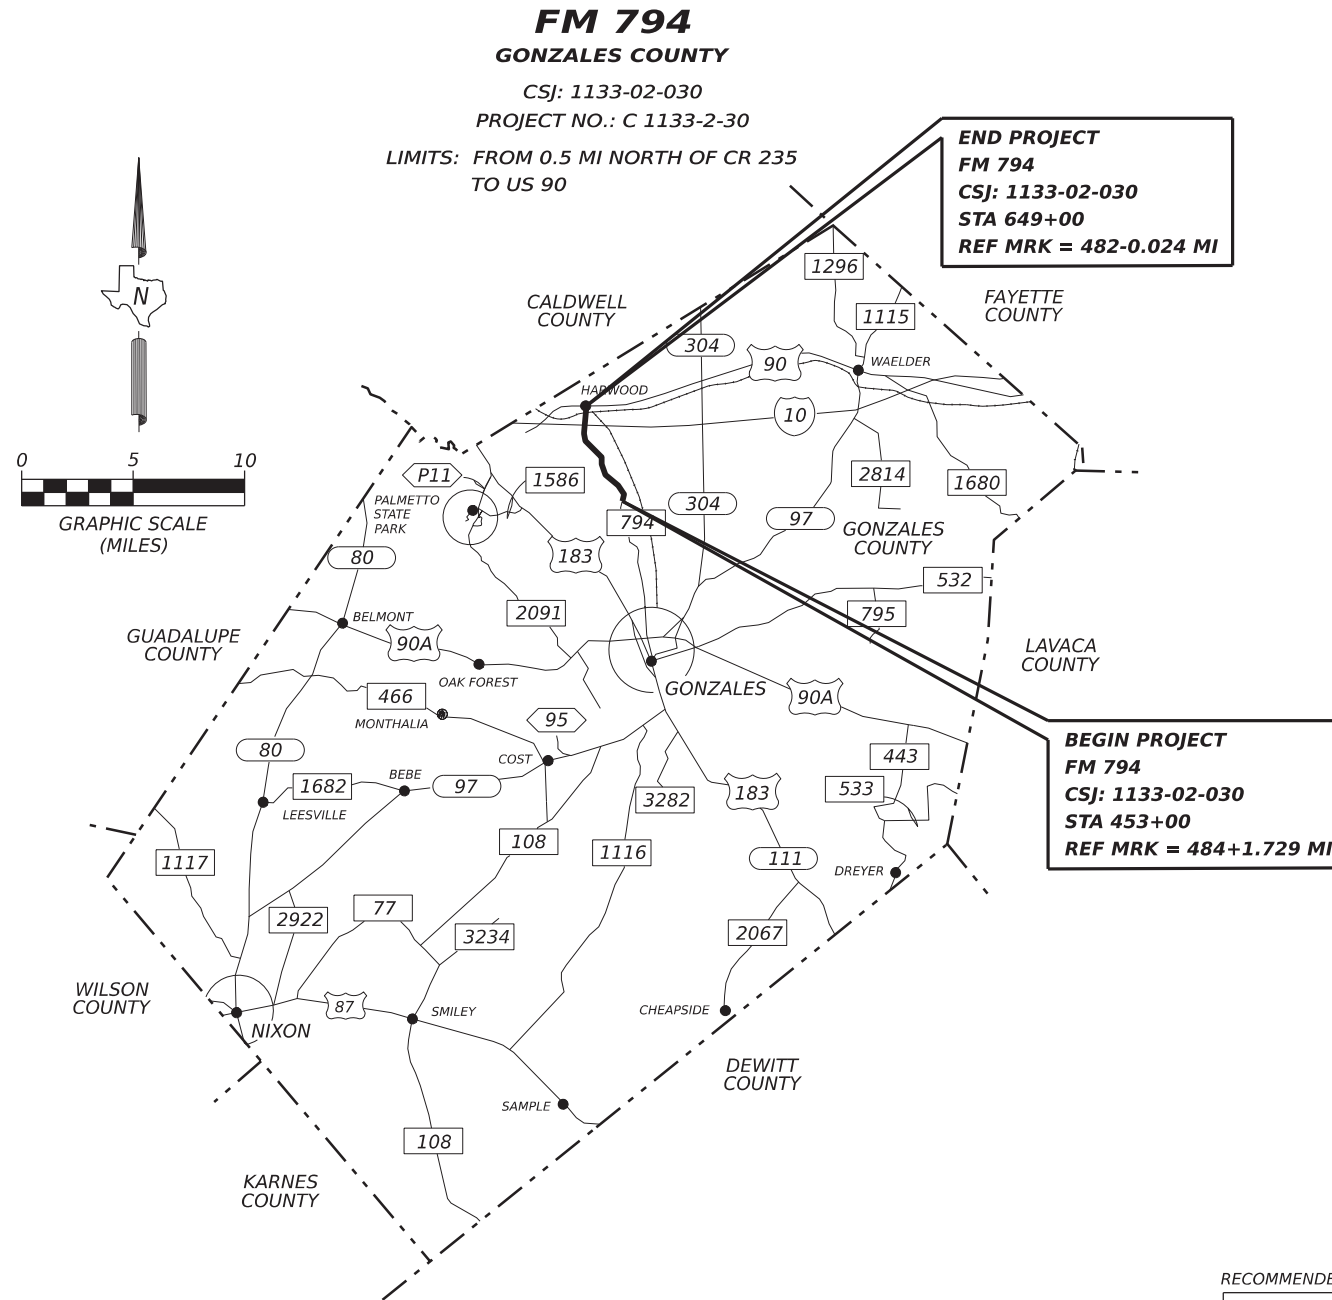 FM 794
GONZALES COUNTY
CSJ: 1133-02-030
PROJECT NO.: C 1133-2-30
LIMITS: FROM 0.5 MI NORTH OF CR 235
TO US 90
END PROJECT
FM 794
CSJ: 1133-02-030
STA 649+00
REF MRK = 482-0.024 MI
N
0 5 10
GRAPHIC SCALE
(MILES)
CALDWELL
COUNTY
FAYETTE
COUNTY
1296
1115
304
90
WAELDER
HARWOOD
10
P11
1586
2814
1680
PALMETTO
STATE
PARK
304
97
794
GONZALES
COUNTY
80
183
532
2091
795
BELMONT
90A
GUADALUPE
COUNTY
LAVACA
COUNTY
OAK FOREST
GONZALES
466
90A
MONTHALIA
95
80
COST
443
BEGIN PROJECT
FM 794
CSJ: 1133-02-030
STA 453+00
REF MRK = 484+1.729 MI
BEBE
1682
97
533
183
3282
LEESVILLE
108
1116
111
1117
DREYER
77
2922
3234
2067
WILSON
COUNTY
87
SMILEY
CHEAPSIDE
NIXON
DEWITT
COUNTY
SAMPLE
108
KARNES
COUNTY
RECOMMENDE